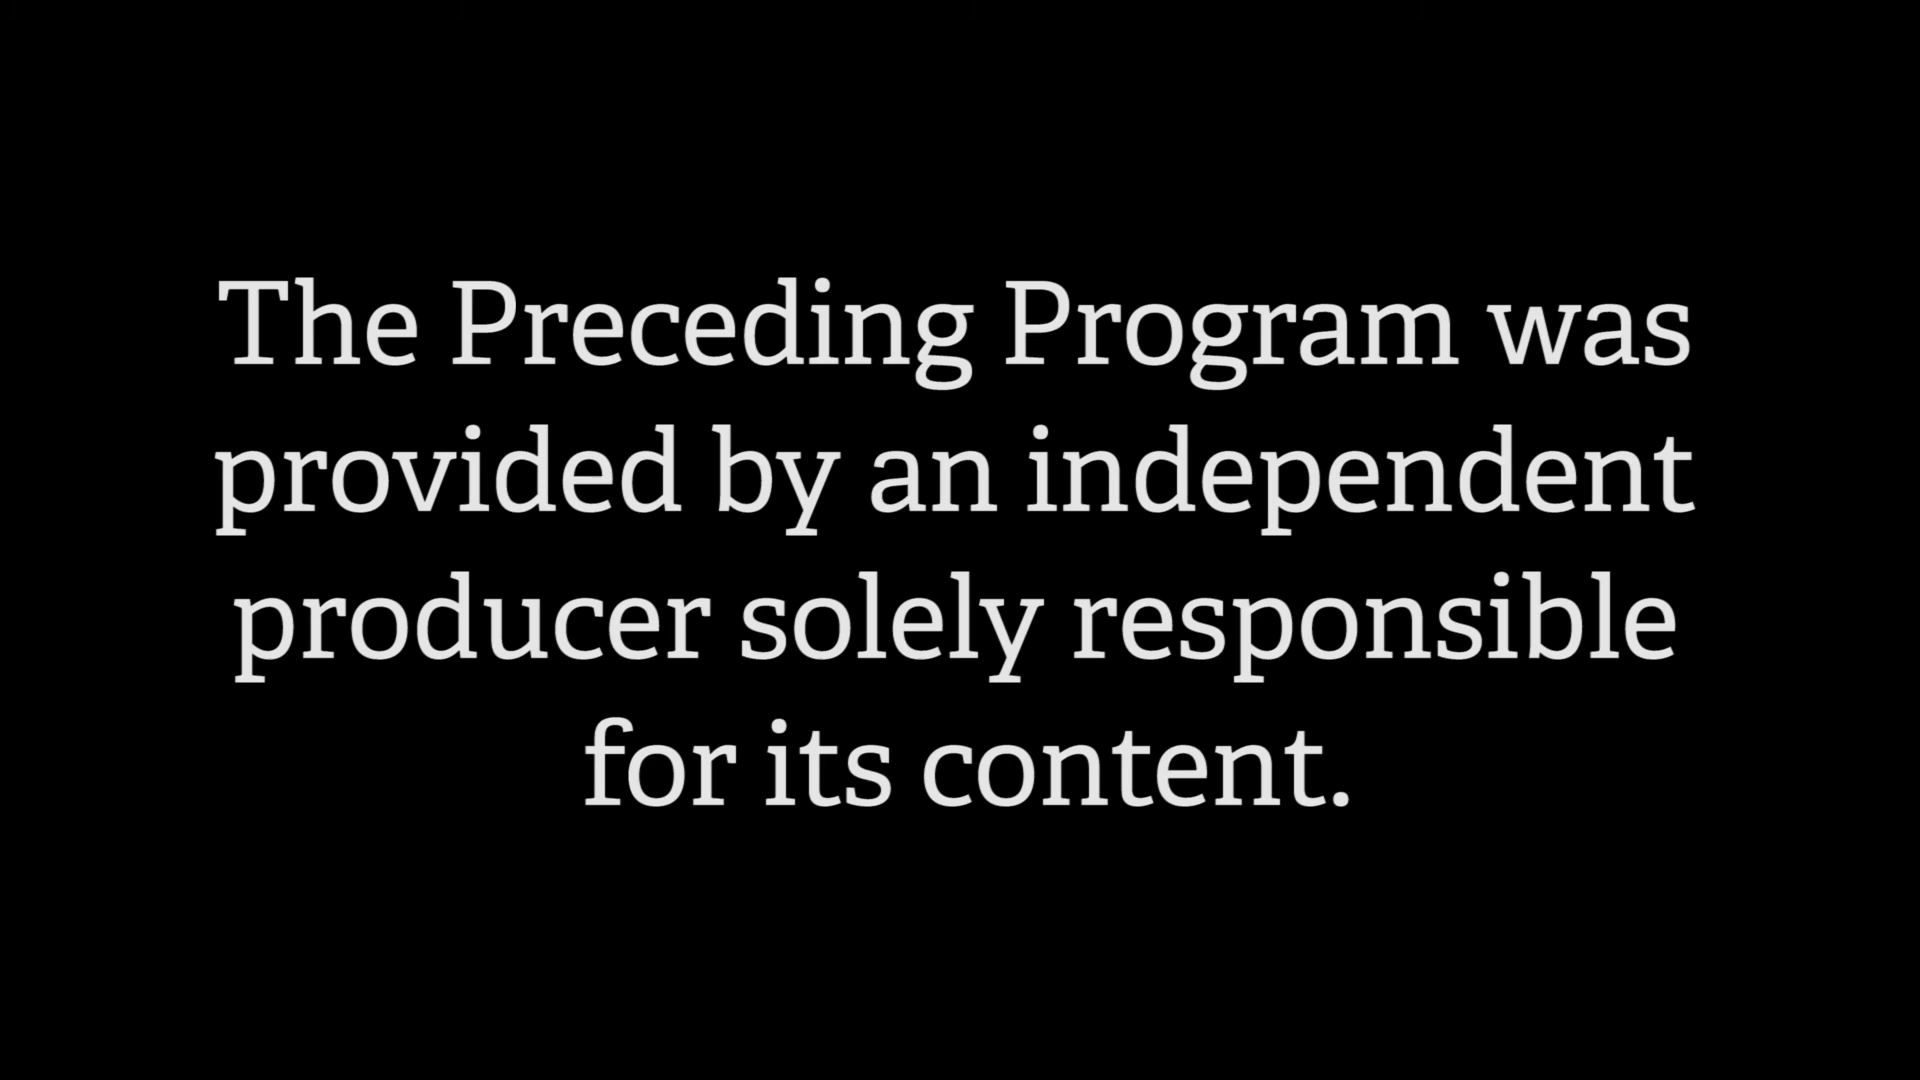 The Preceding Program was
provided by an independent
producer solely responsible
for its content.